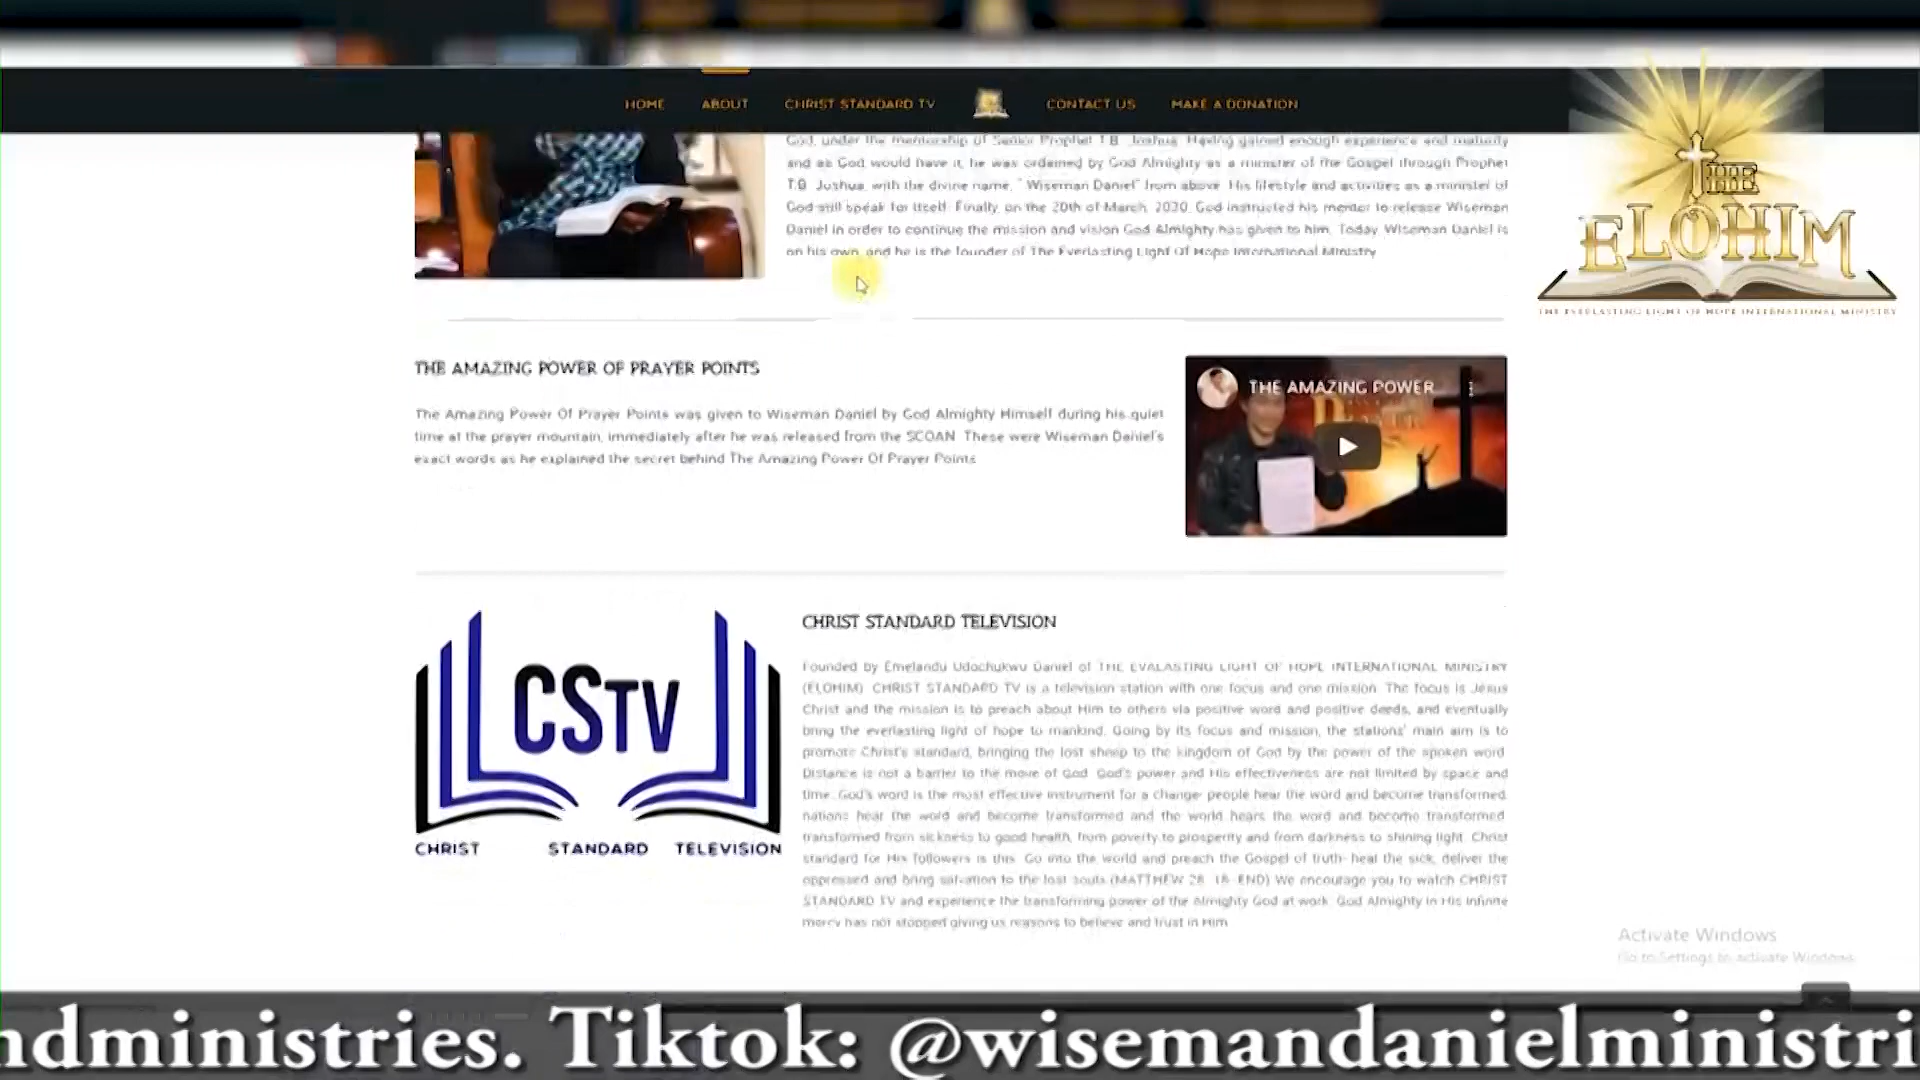 HOME ABOUT CHRIST STANDARD TV CONTACT US MAKE A DONATION
God, under the mentorship of Senior Prophet T.B. Joshua. Having gained enough experience and maturity
and as God would have it, he was ordained by God Almighty as a minister of the Gospel through Prophet
T.B. Joshua, with the divine name, " Wiseman Daniel" from above. His lifestyle and activities as a minister of
God still speak for itself. Finally, on the 20th of March, 2020, God instructed his mentor to release Wiseman
Daniel in order to continue the mission and vision God Almighty has given to him. Today Wiseman Daniel is
on his own, and he is the founder of The Everlasting Light Of Hope International Ministry.
THE ELOHIM
THE EVERLASTING LIGHT OF HOPE INTERNATIONAL MINISTRY
THE AMAZING POWER OF PRAYER POINTS
The Amazing Power Of Prayer Points was given to Wiseman Daniel by God Almighty Himself during his quiet
time at the prayer mountain, immediately after he was released from the SCOAN. These were Wiseman Daniel's
exact words as he explained the secret behind The Amazing Power Of Prayer Points
THE AMAZING POWER
CSTV
CHRIST STANDARD TELEVISION
CHRIST STANDARD TELEVISION
Founded by Emelandu Udochukwu Daniel of THE EVALASTING LIGHT OF HOPE INTERNATIONAL MINISTRY
(ELOHIM). CHRIST STANDARD TV is a television station with one focus and one mission. The focus is Jesus
Christ and the mission is to preach about Him to others via positive word and positive deeds, and eventually
bring the everlasting light of hope to mankind. Going by its focus and mission, the stations' main aim is to
promote Christ's standard, bringing the lost sheep to the kingdom of God by the power of the spoken word.
Distance is not a barrier to the move of God. God's power and His effectiveness are not limited by space and
time. God's word is the most effective instrument for a change- people hear the word and become transformed,
nations hear the word and become transformed and the world hears the word and become transformed.
transformed from sickness to good health, from poverty to prosperity and from darkness to shining light. Christ
standard for His followers is this: Go into the world and preach the Gospel of truth- heal the sick, deliver the
oppressed and bring salvation to the lost souls (MATTHEW 28: 18- END) We encourage you to watch CHRIST
STANDARD TV and experience the transforming power of the Almighty God at work. God Almighty in His infinite
mercy has not stopped giving us reasons to believe and trust in Him
Activate Windows
Go to Settings to activate Windows.
ndministries. Tiktok: @wisemandanielministri